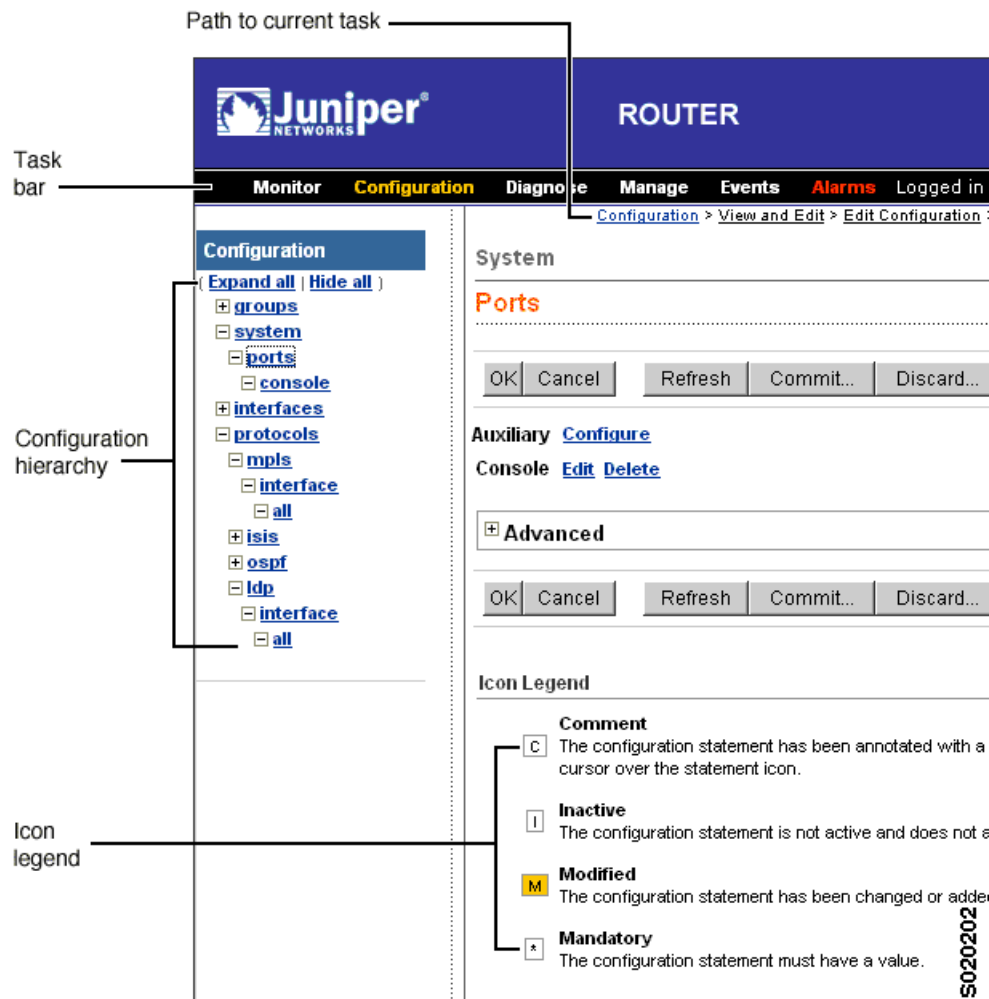 Path to current task
Juniper®
NETWORKS
ROUTER
Task
bar
Monitor Configuration Diagnose Manage Events Alarms Logged in
Configuration > View and Edit > Edit Configuration >
Configuration
( Expand all | Hide all )
groups
system
ports
console
interfaces
protocols
mpls
interface
all
isis
ospf
ldp
interface
all
Configuration
hierarchy
System
Ports
OK Cancel Refresh Commit... Discard...
Auxiliary Configure
Console Edit Delete
Advanced
OK Cancel Refresh Commit... Discard...
Icon Legend
Comment
C The configuration statement has been annotated with a
cursor over the statement icon.
Inactive
I The configuration statement is not active and does not a
Icon
legend
Modified
M The configuration statement has been changed or added
Mandatory
* The configuration statement must have a value.
S020202